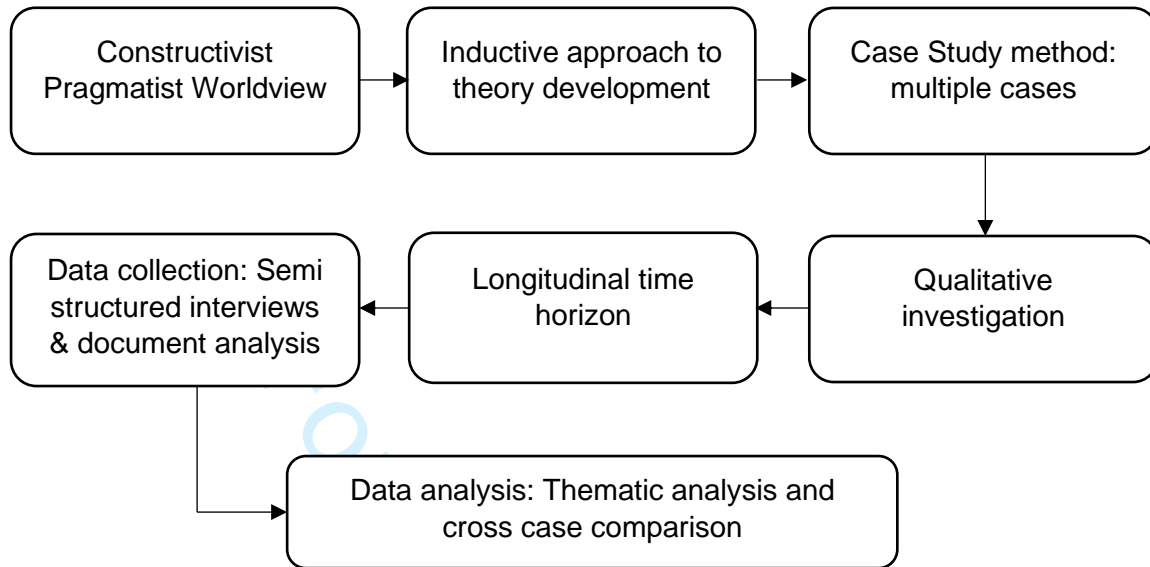 Constructivist
Pragmatist Worldview
Inductive approach to
theory development
Case Study method:
multiple cases
Qualitative
investigation
Longitudinal time
horizon
Data collection: Semi
structured interviews
& document analysis
Data analysis: Thematic analysis and
cross case comparison